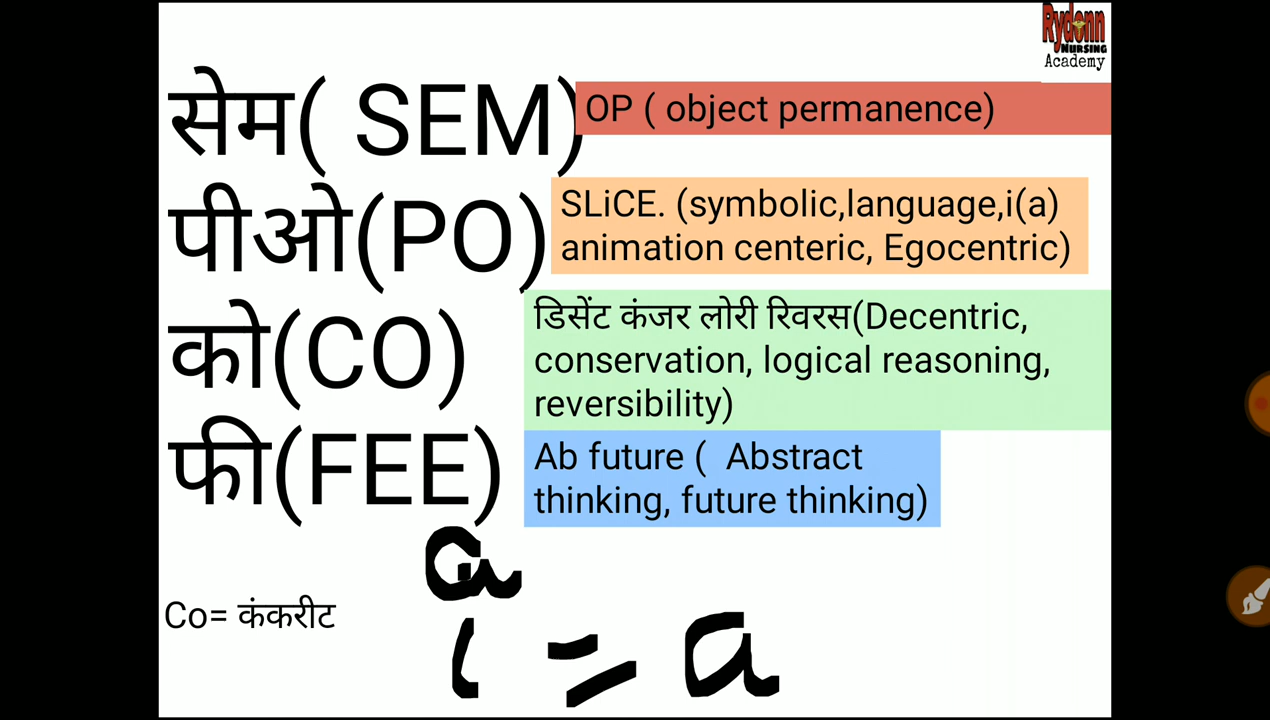 Rydonn
NURSING
Academy
सेम( SEM)
OP ( object permanence)
पीओ(PO)
SLiCE. (symbolic,language,i(a)
animation centeric, Egocentric)
को(CO)
डिसेंट कंजर लोरी रिवरस(Decentric,
conservation, logical reasoning,
reversibility)
फी(FEE)
Ab future (  Abstract
thinking, future thinking)
a
Co= कंकरीट
i = a